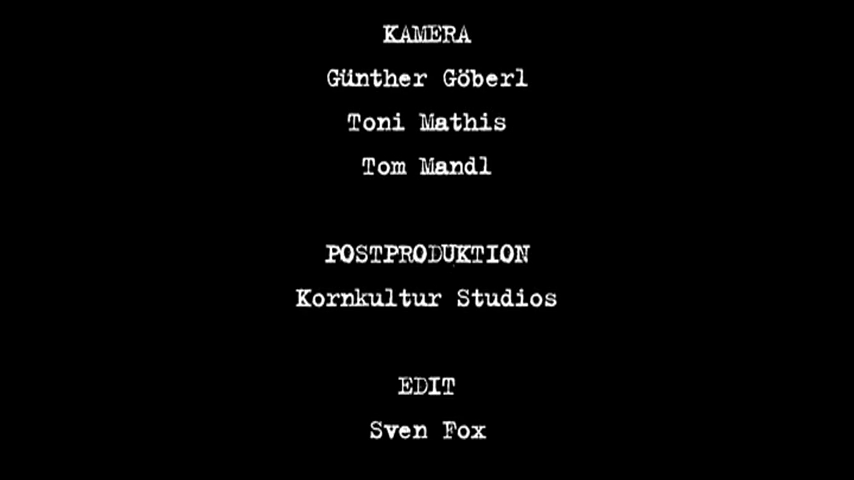 KAMERA
Günther Göberl
Toni Mathis
Tom Mandl
POSTPRODUKTION
Kornkultur Studios
EDIT
Sven Fox